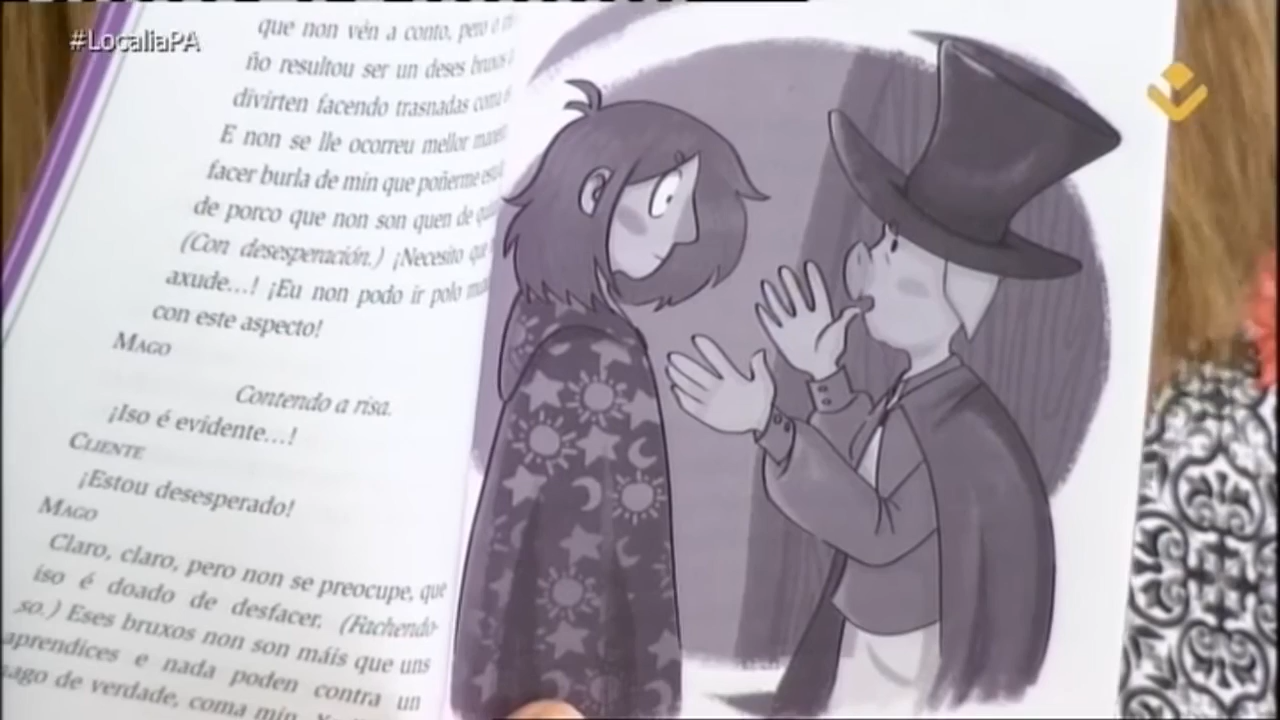 #LocaliaPA
que non vén a conto, pero o
ño resultou ser un deses bruxos
divirten facendo trasnadas coma
E non se lle ocorreu mellor
facer burla de min que poñerme
de porco que non son quen de
(Con desesperación.) ¡Necesito que
axude...! ¡Eu non podo ir polo
con este aspecto!
MAGO
Contendo a risa.
¡Iso é evidente...!
CLIENTE
¡Estou desesperado!
MAGO
Claro, claro, pero non se preocupe, que
iso é doado de desfacer. (Fachendo-
so.) Eses bruxos non son máis que uns
aprendices e nada poden contra un
mago de verdade, coma min.